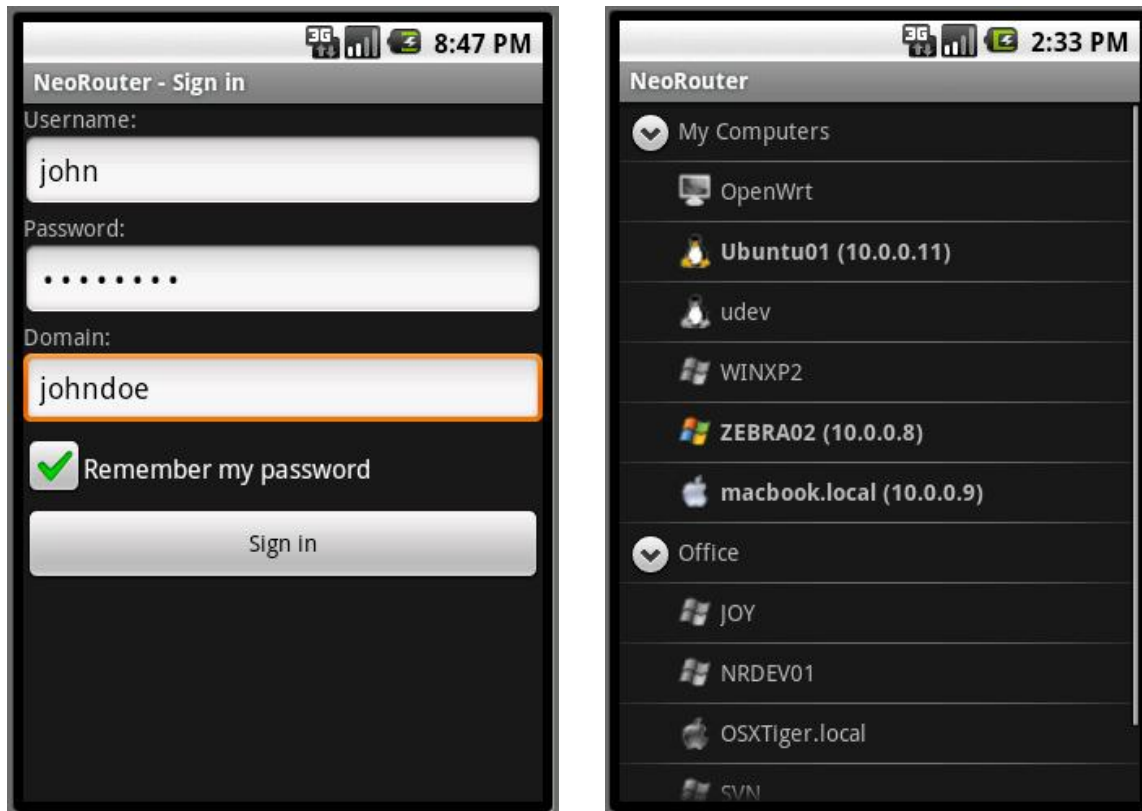 3G 8:47 PM
NeoRouter - Sign in
Username:
john
Password:
••••••••
Domain:
johndoe
Remember my password
Sign in
3G 2:33 PM
NeoRouter
My Computers
OpenWrt
Ubuntu01 (10.0.0.11)
udev
WINXP2
ZEBRA02 (10.0.0.8)
macbook.local (10.0.0.9)
Office
JOY
NRDEV01
OSXTiger.local
SVN